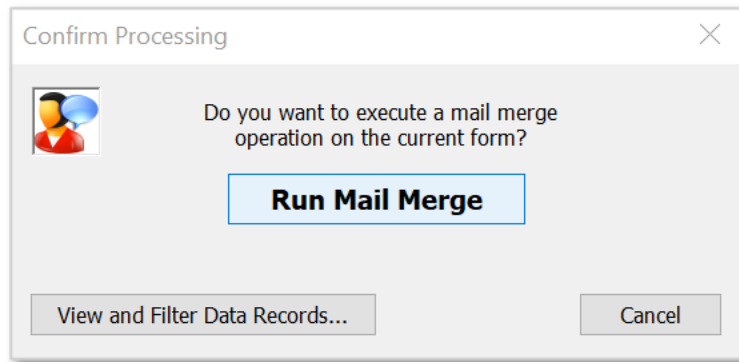 Confirm Processing
Do you want to execute a mail merge
operation on the current form?
Run Mail Merge
View and Filter Data Records...
Cancel